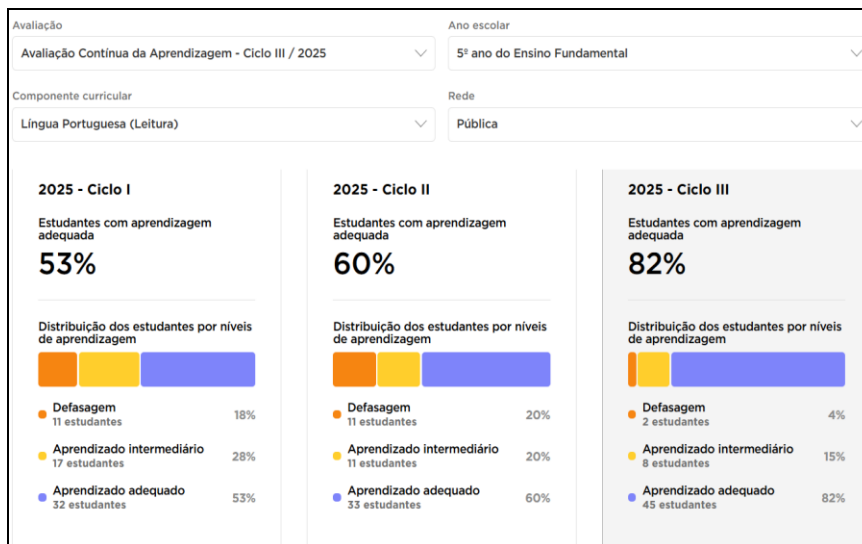 Avaliação
Avaliação Contínua da Aprendizagem - Ciclo III / 2025
Ano escolar
5º ano do Ensino Fundamental
Componente curricular
Língua Portuguesa (Leitura)
Rede
Pública
2025 - Ciclo I
Estudantes com aprendizagem
adequada
53%
Distribuição dos estudantes por níveis
de aprendizagem
Defasagem
11 estudantes
18%
Aprendizado intermediário
17 estudantes
28%
Aprendizado adequado
32 estudantes
53%
2025 - Ciclo II
Estudantes com aprendizagem
adequada
60%
Distribuição dos estudantes por níveis
de aprendizagem
Defasagem
11 estudantes
20%
Aprendizado intermediário
11 estudantes
20%
Aprendizado adequado
33 estudantes
60%
2025 - Ciclo III
Estudantes com aprendizagem
adequada
82%
Distribuição dos estudantes por níveis
de aprendizagem
Defasagem
2 estudantes
4%
Aprendizado intermediário
8 estudantes
15%
Aprendizado adequado
45 estudantes
82%